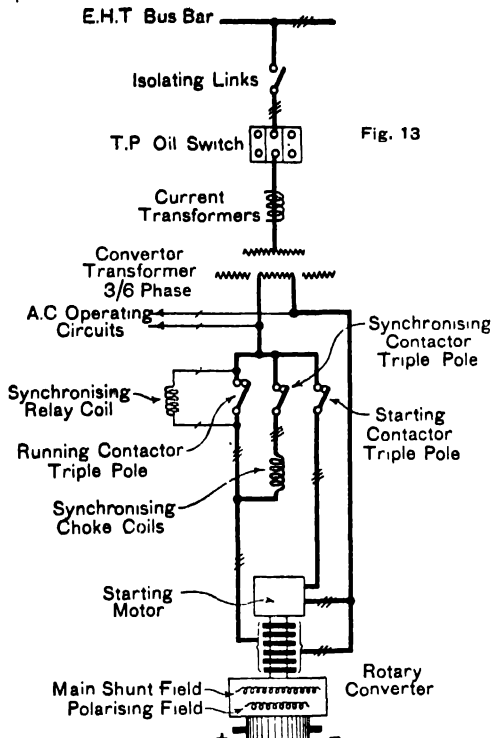 E.H.T Bus Bar
Isolating Links
T.P Oil Switch
Fig. 13
Current
Transformers
Convertor
Transformer
3/6 Phase
A.C Operating
Circuits
Synchronising
Contactor
Triple Pole
Synchronising
Relay Coil
Starting
Contactor
Triple Pole
Running Contactor
Triple Pole
Synchronising
Choke Coils
Starting
Motor
Rotary
Converter
Main Shunt Field
Polarising Field
+ –